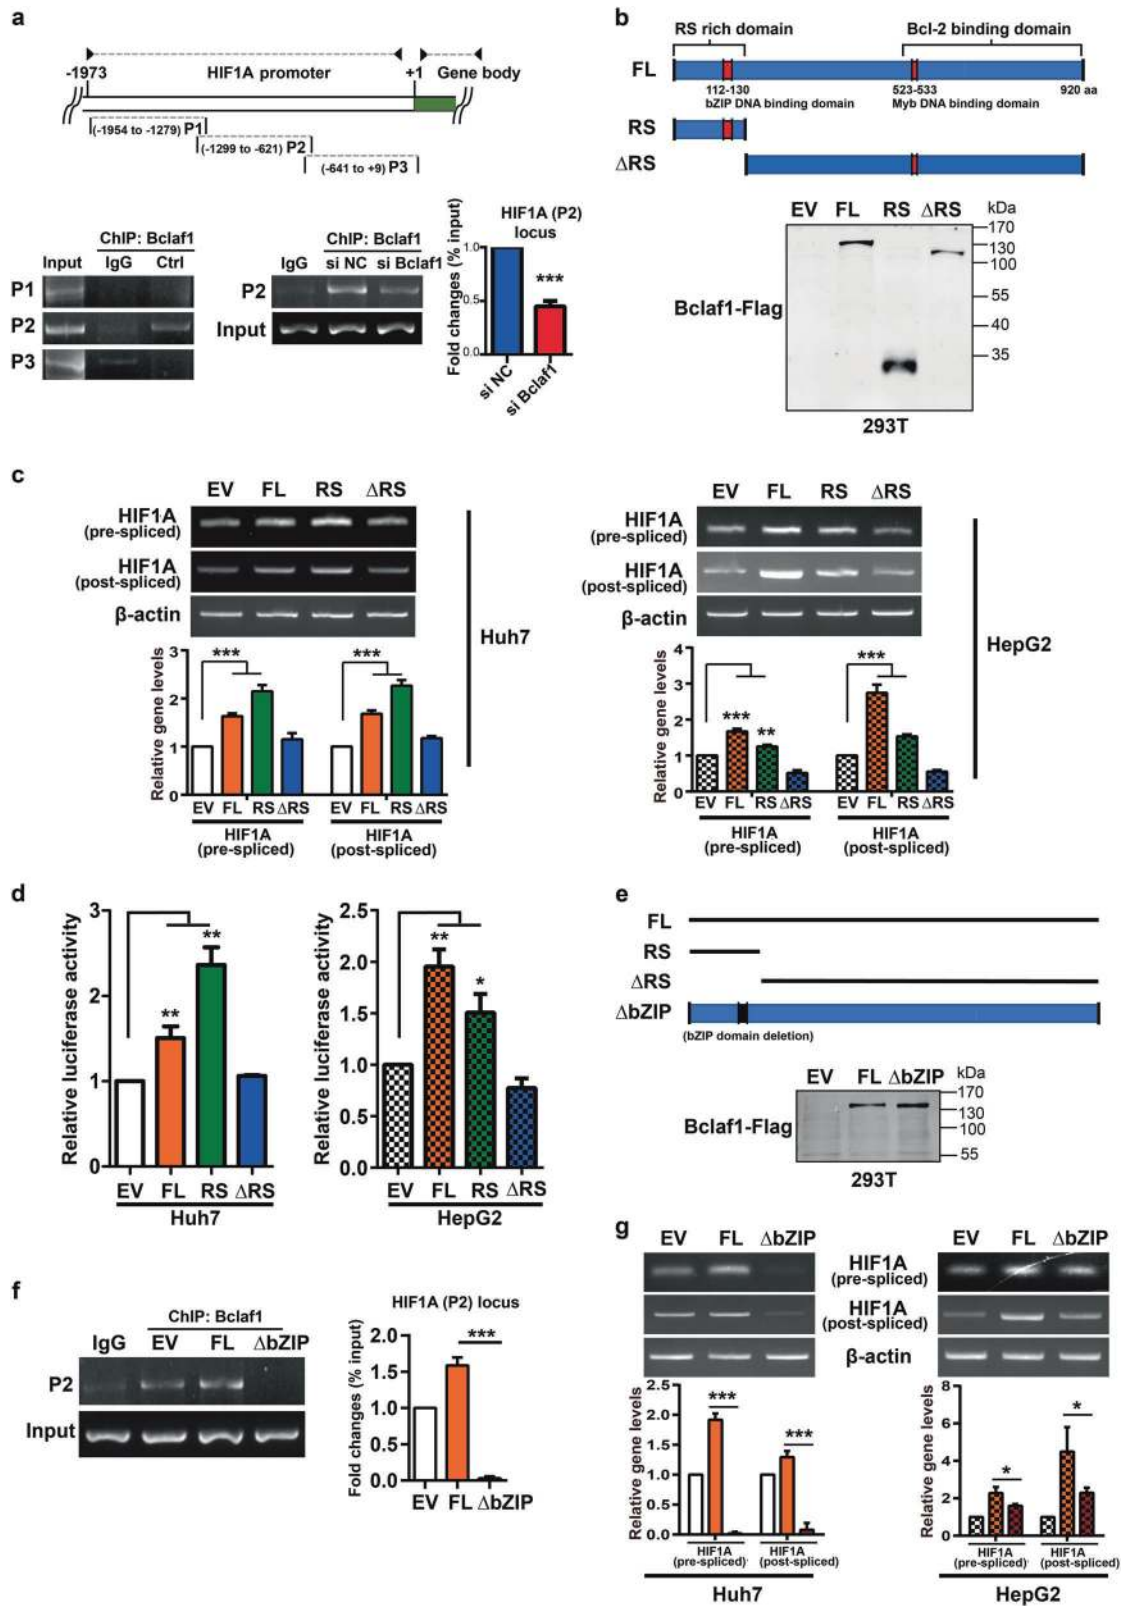 a
-1973
HIF1A promoter
+1
Gene body
(-1954 to -1279) P1
(-1299 to -621) P2
(-641 to +9) P3
ChIP: Bclaf1
Input IgG Ctrl
P1
P2
P3
ChIP: Bclaf1
IgG si NC si Bclaf1
P2
Input
HIF1A (P2)
locus
Fold changes (% input)
1.0
0.5
0.0
***
si NC
si Bclaf1
b
RS rich domain
Bcl-2 binding domain
FL
112-130
523-533
920 aa
bZIP DNA binding domain
Myb DNA binding domain
RS
ΔRS
EV FL RS ΔRS
kDa
170
130
100
55
40
35
Bclaf1-Flag
293T
c
EV FL RS ΔRS
HIF1A
(pre-spliced)
HIF1A
(post-spliced)
β-actin
Huh7
Relative gene levels
3
2
1
0
***
***
EV FL RS ΔRS
EV FL RS ΔRS
HIF1A
(pre-spliced)
HIF1A
(post-spliced)
EV FL RS ΔRS
HIF1A
(pre-spliced)
HIF1A
(post-spliced)
β-actin
HepG2
Relative gene levels
4
3
2
1
0
***
**
***
EV FL RS ΔRS
EV FL RS ΔRS
HIF1A
(pre-spliced)
HIF1A
(post-spliced)
d
Relative luciferase activity
3
2
1
0
**
**
EV FL RS ΔRS
Huh7
Relative luciferase activity
2.5
2.0
1.5
1.0
0.5
0.0
**
*
EV FL RS ΔRS
HepG2
e
FL
RS
ΔRS
ΔbZIP
(bZIP domain deletion)
EV FL ΔbZIP
kDa
170
130
100
55
Bclaf1-Flag
293T
f
ChIP: Bclaf1
IgG EV FL ΔbZIP
P2
Input
HIF1A (P2) locus
Fold changes (% input)
2.0
1.5
1.0
0.5
0.0
***
EV FL ΔbZIP
g
EV FL ΔbZIP
EV FL ΔbZIP
HIF1A
(pre-spliced)
HIF1A
(post-spliced)
β-actin
Relative gene levels
2.5
2.0
1.5
1.0
0.5
0.0
***
***
HIF1A
(pre-spliced)
HIF1A
(post-spliced)
Huh7
Relative gene levels
8
6
4
2
0
*
*
HIF1A
(pre-spliced)
HIF1A
(post-spliced)
HepG2